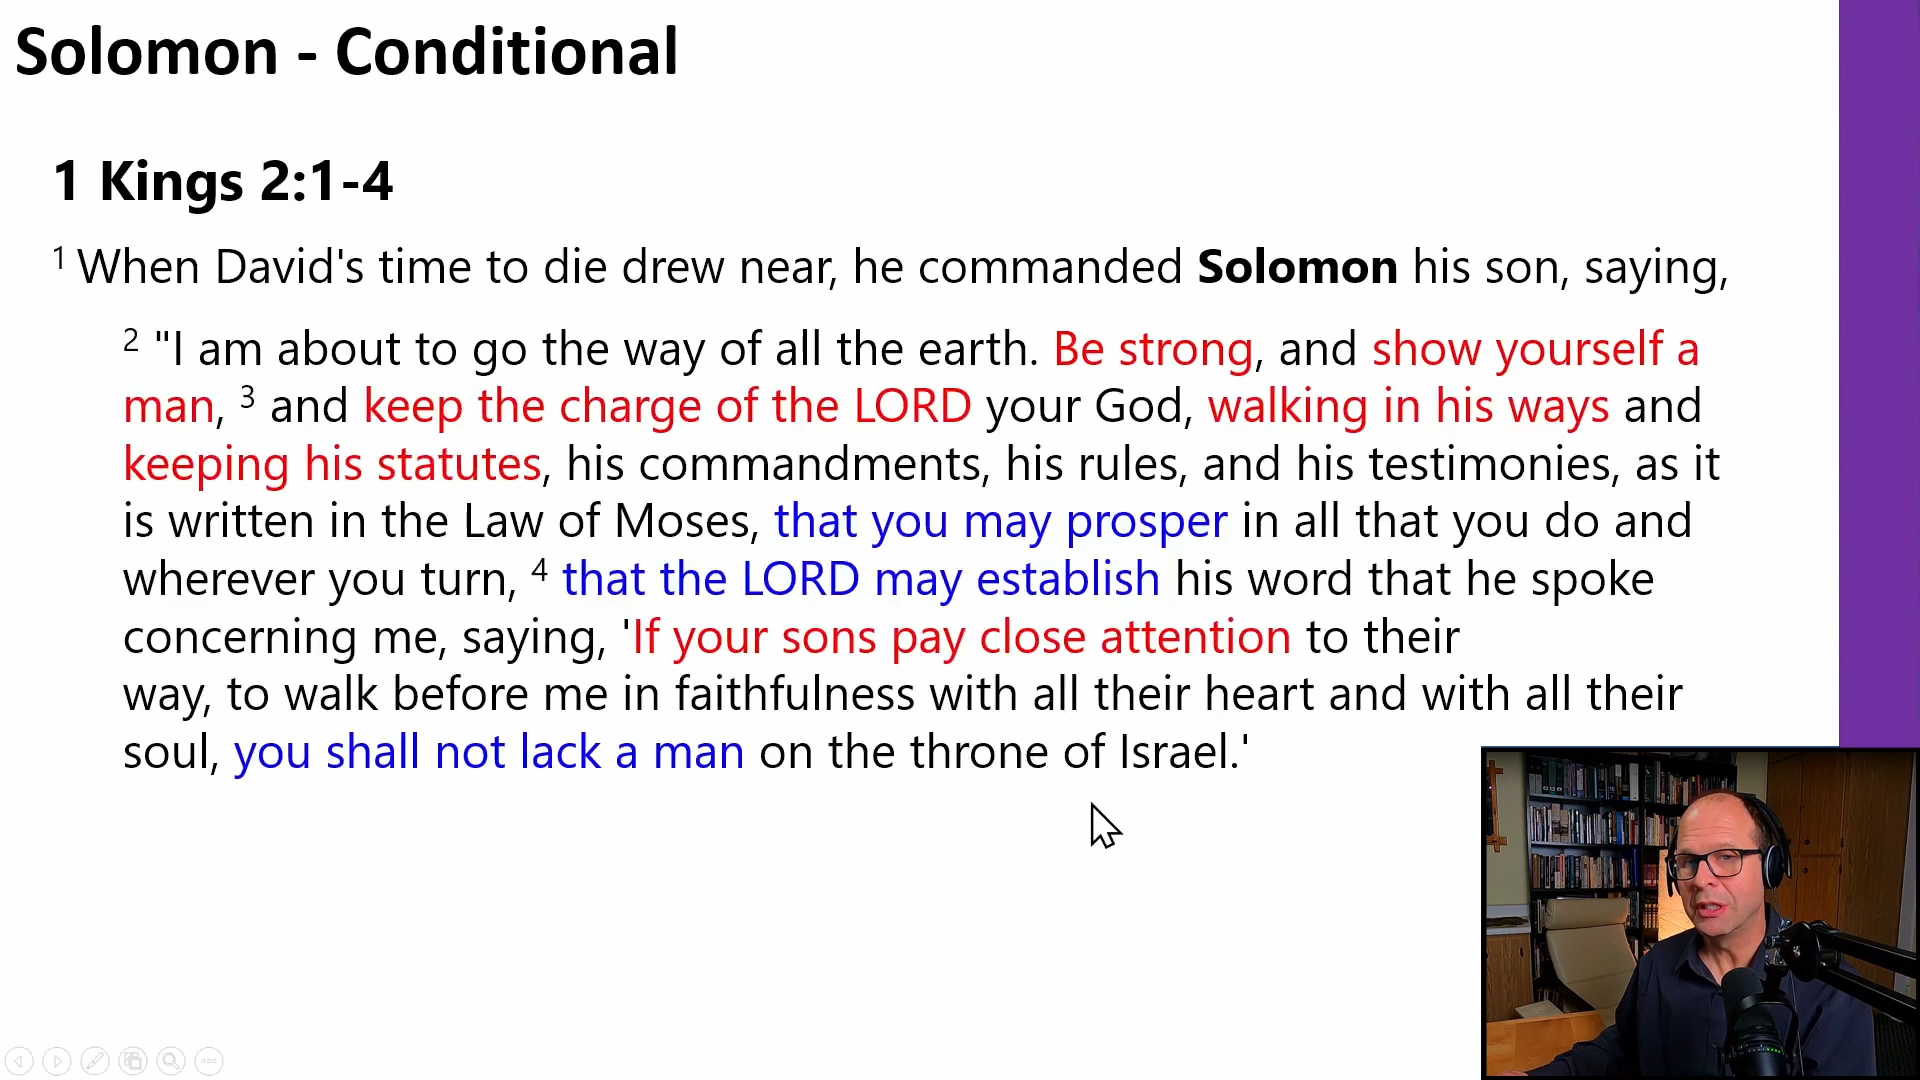 Solomon - Conditional
1 Kings 2:1-4
1 When David's time to die drew near, he commanded Solomon his son, saying,
2 "I am about to go the way of all the earth. Be strong, and show yourself a
man, 3 and keep the charge of the LORD your God, walking in his ways and
keeping his statutes, his commandments, his rules, and his testimonies, as it
is written in the Law of Moses, that you may prosper in all that you do and
wherever you turn, 4 that the LORD may establish his word that he spoke
concerning me, saying, 'If your sons pay close attention to their
way, to walk before me in faithfulness with all their heart and with all their
soul, you shall not lack a man on the throne of Israel.'